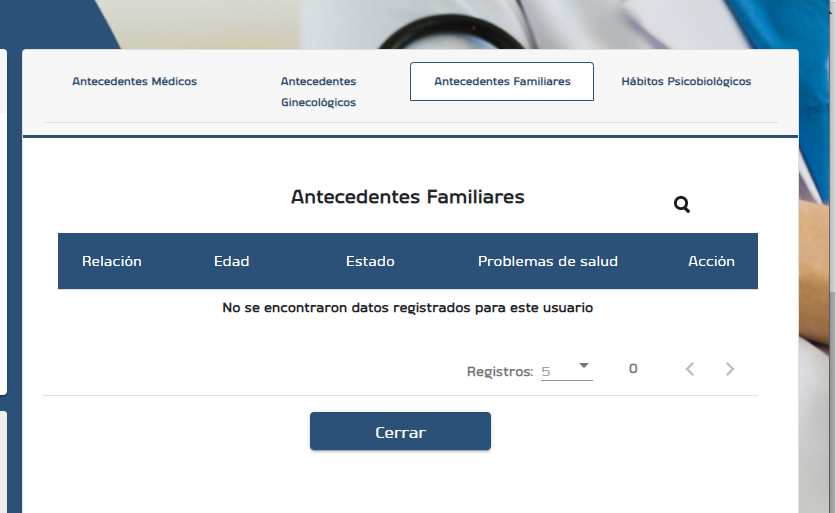 Antecedentes Médicos
Antecedentes
Ginecológicos
Antecedentes Familiares
Hábitos Psicobiológicos
Antecedentes Familiares
Relación Edad Estado Problemas de salud Acción
No se encontraron datos registrados para este usuario
Registros: 5 0
Cerrar